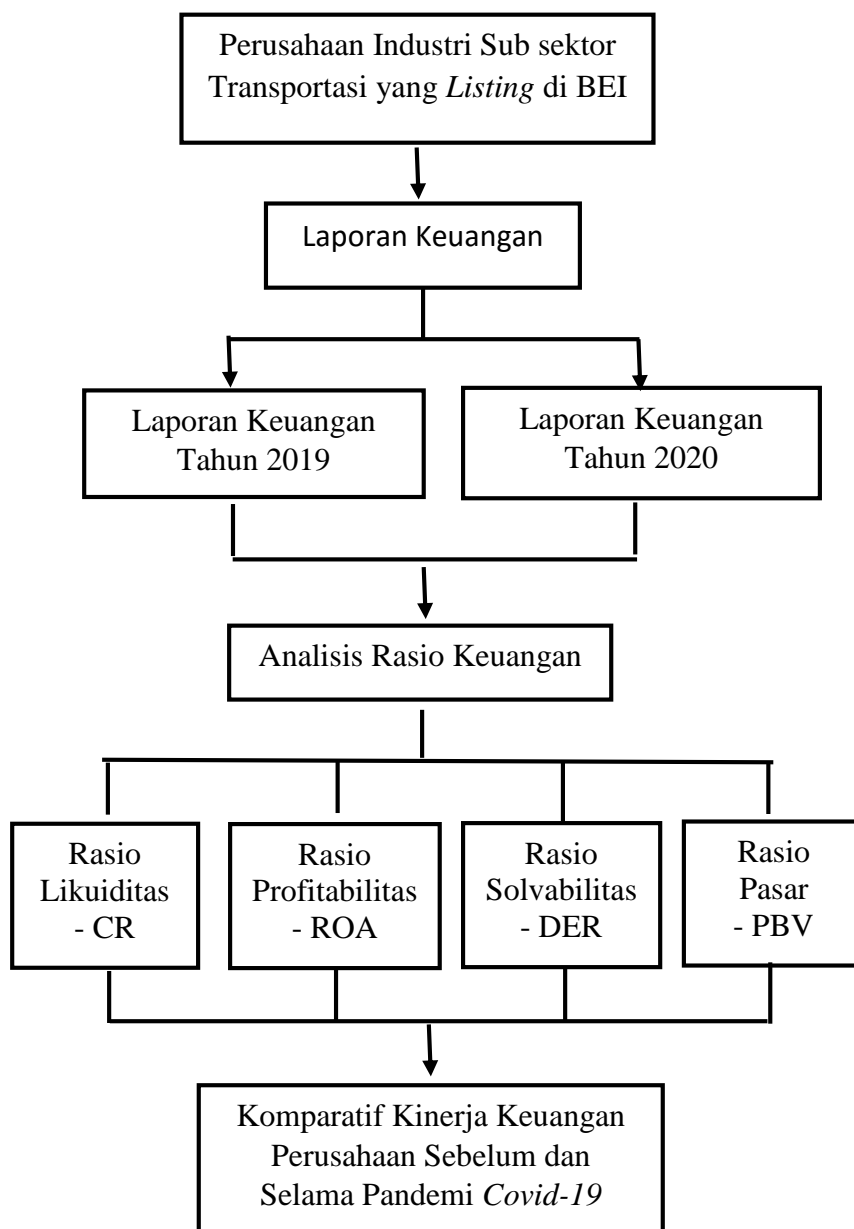 Perusahaan Industri Sub sektor
Transportasi yang Listing di BEI
Laporan Keuangan
Laporan Keuangan
Tahun 2019
Laporan Keuangan
Tahun 2020
Analisis Rasio Keuangan
Rasio
Likuiditas
- CR
Rasio
Profitabilitas
- ROA
Rasio
Solvabilitas
- DER
Rasio
Pasar
- PBV
Komparatif Kinerja Keuangan
Perusahaan Sebelum dan
Selama Pandemi Covid-19